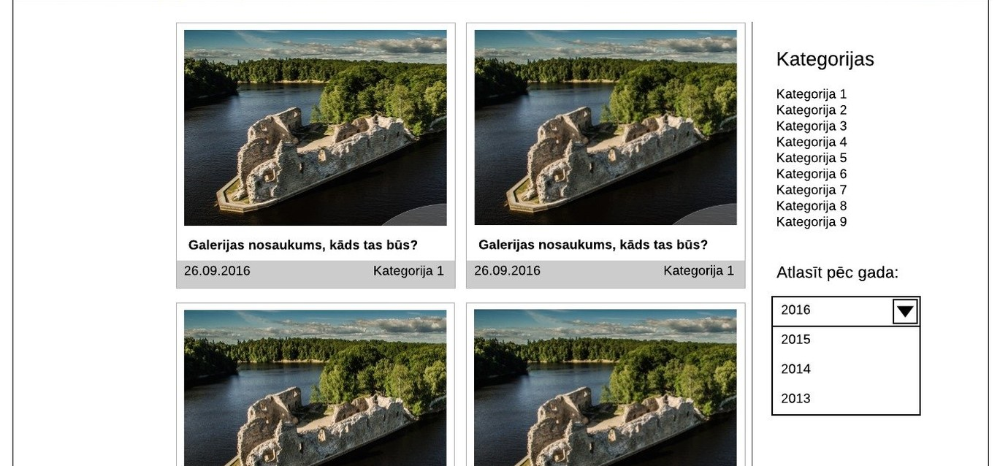 Galerijas nosaukums, kāds tas būs?
26.09.2016 Kategorija 1
Galerijas nosaukums, kāds tas būs?
26.09.2016 Kategorija 1
Kategorijas
Kategorija 1
Kategorija 2
Kategorija 3
Kategorija 4
Kategorija 5
Kategorija 6
Kategorija 7
Kategorija 8
Kategorija 9
Atlasīt pēc gada:
2016
2015
2014
2013